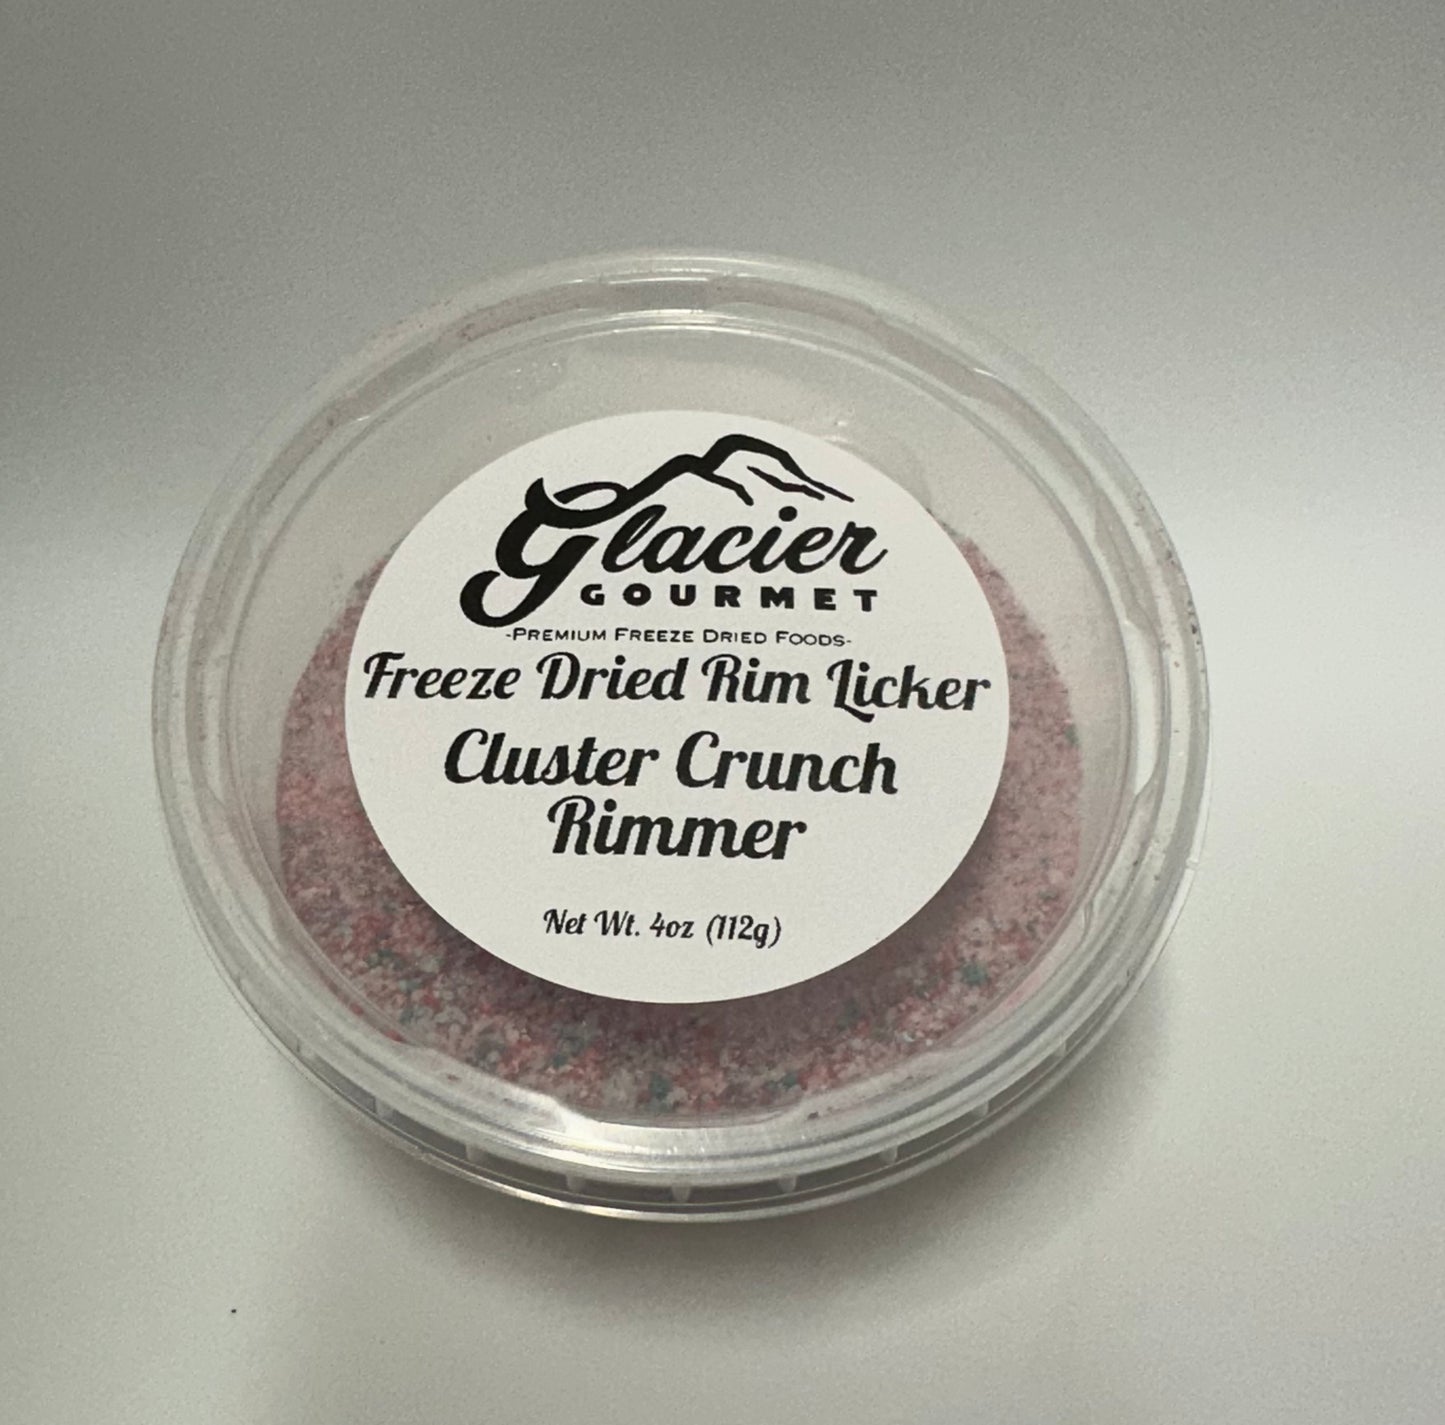 Glacier
GOURMET
-PREMIUM FREEZE DRIED FOODS-
Freeze Dried Rim Licker
Cluster Crunch
Rimmer
Net Wt. 4oz (112g)